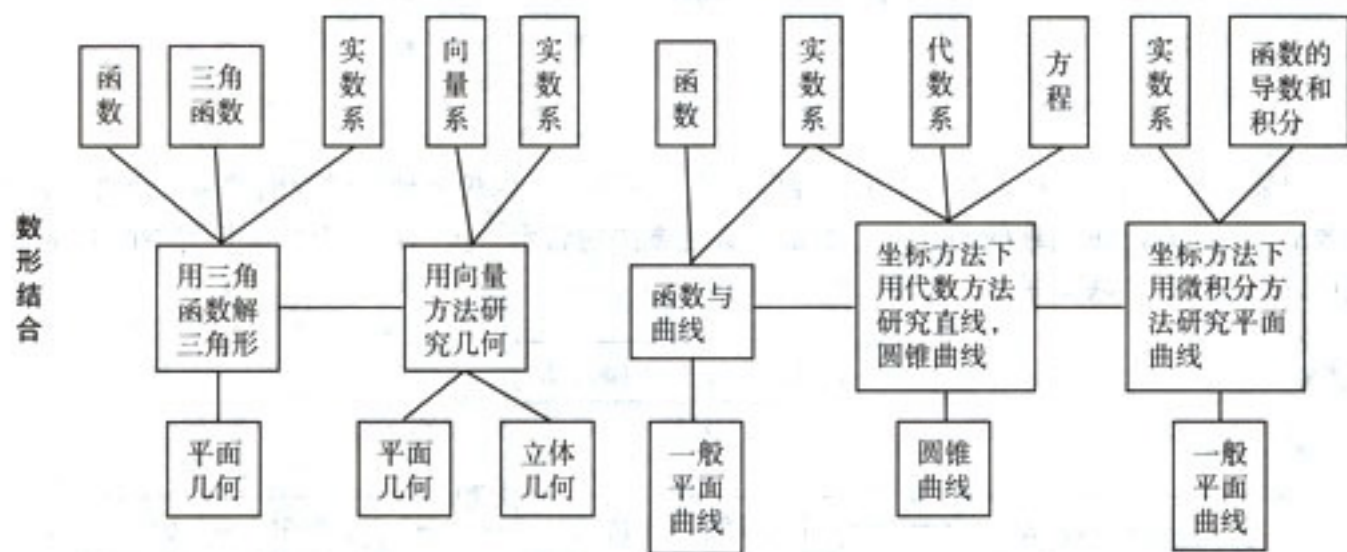 函
数
三角
函数
实
数
系
向
量
系
实
数
系
函
数
实
数
系
代
数
系
方
程
实
数
系
函数的
导数和
积分
数
形
结
合
用三角
函数解
三角形
用向量
方法研
究几何
函数与
曲线
坐标方法下
用代数方法
研究直线，
圆锥曲线
坐标方法下
用微积分方
法研究平面
曲线
平面
几何
平面
几何
立体
几何
一般
平面
曲线
圆锥
曲线
一般
平面
曲线